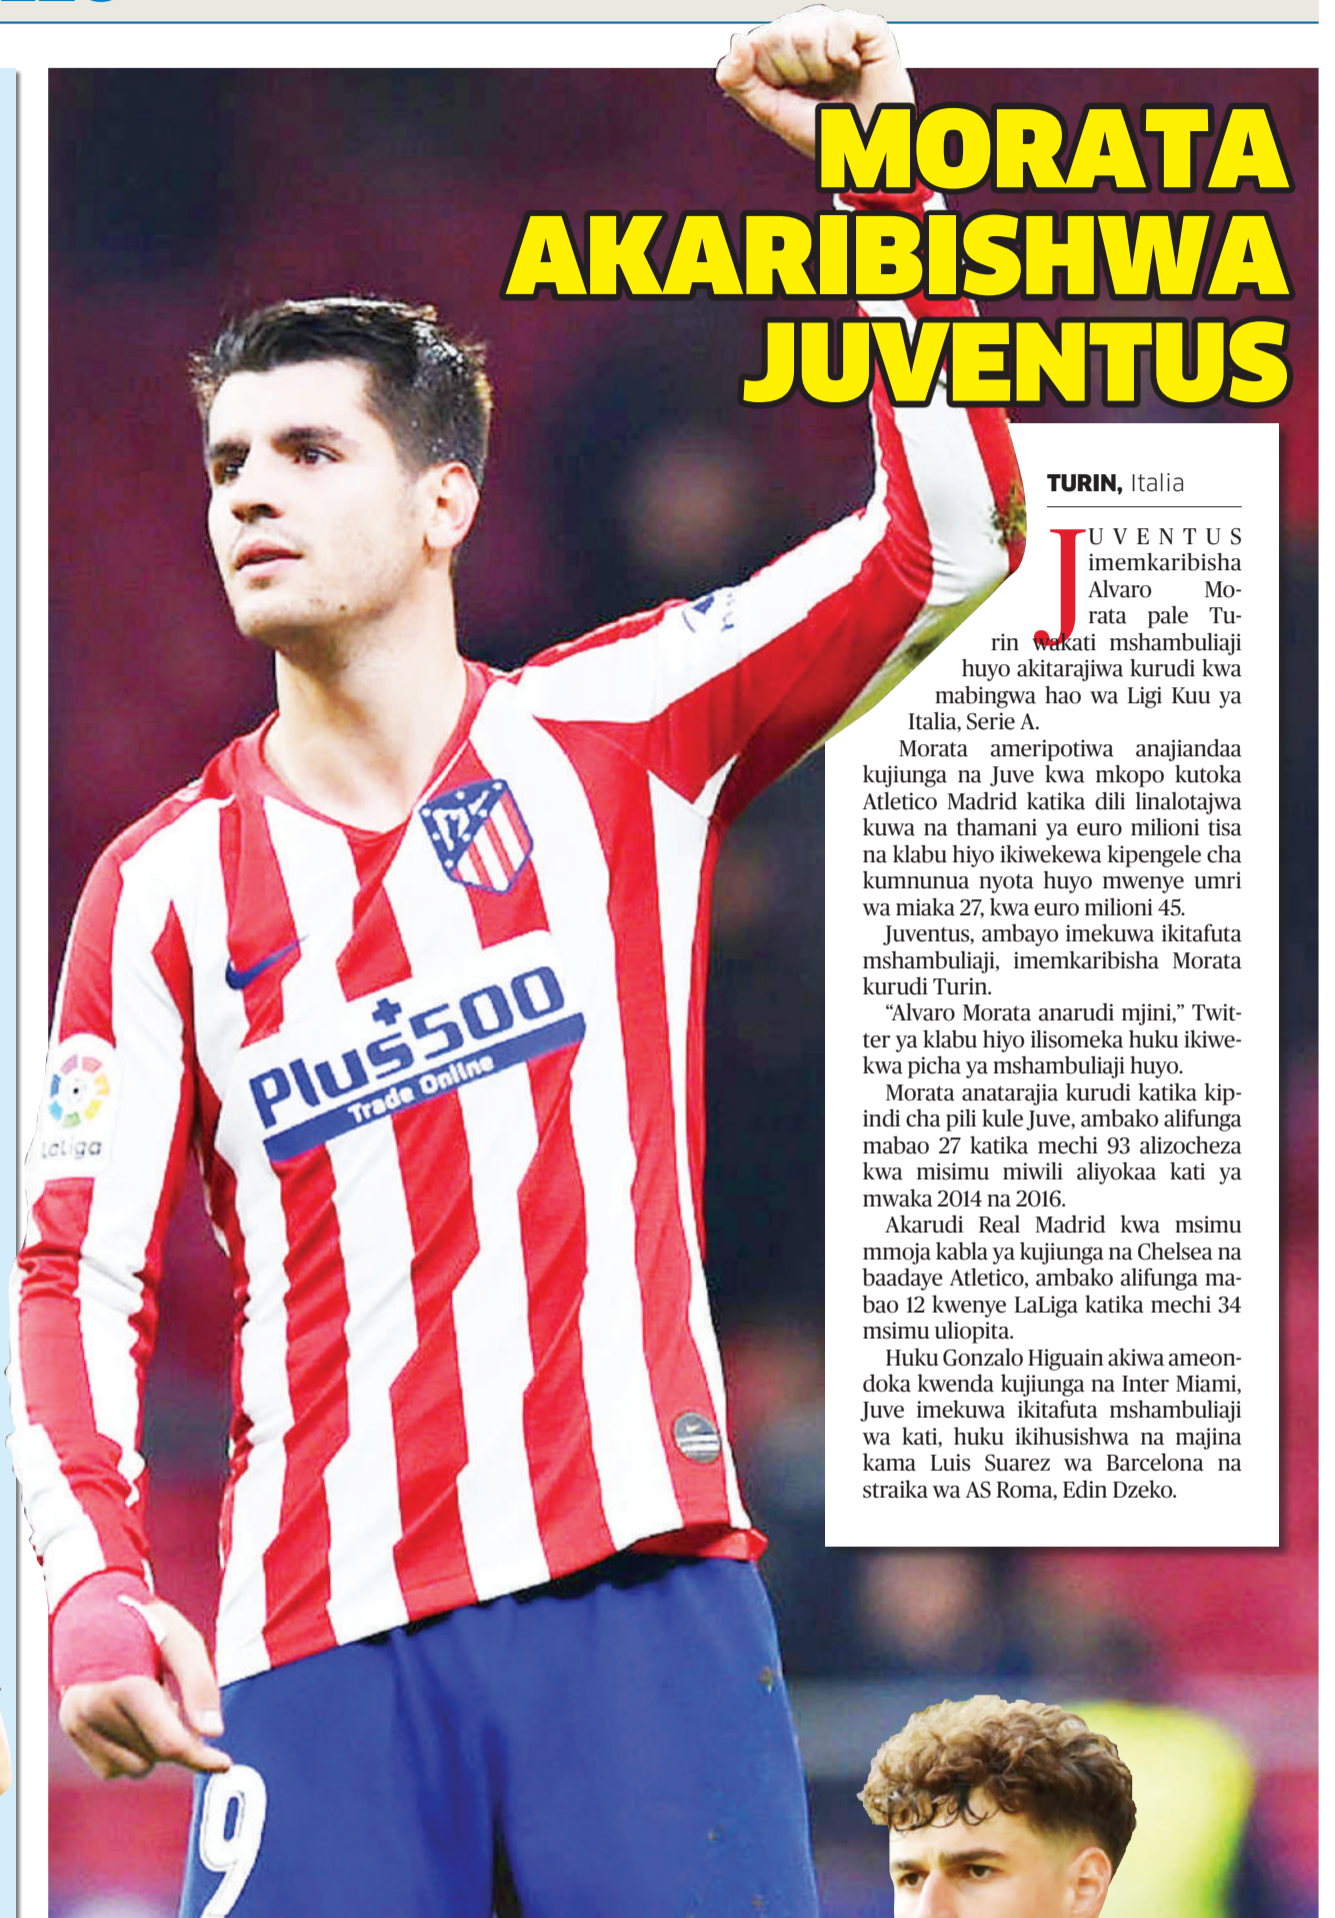 MORATA
AKARIBISHWA
JUVENTUS
TURIN, Italia
JUVENTUS
imemkaribisha
Alvaro Mo-
rata pale Tu-
rin wakati mshambuliaji
huyo akitarajiwa kurudi kwa
mabingwa hao wa Ligi Kuu ya
Italia, Serie A.
Morata ameripotiwa anajiandaa
kujiunga na Juve kwa mkopo kutoka
Atletico Madrid katika dili linalotajwa
kuwa na thamani ya euro milioni tisa
na klabu hiyo ikiwekewa kipengele cha
kumnunua nyota huyo mwenye umri
wa miaka 27, kwa euro milioni 45.
Juventus, ambayo imekuwa ikitafuta
mshambuliaji, imemkaribisha Morata
kurudi Turin.
“Alvaro Morata anarudi mjini,” Twit-
ter ya klabu hiyo ilisomeka huku ikiwe-
kwa picha ya mshambuliaji huyo.
Morata anatarajia kurudi katika kip-
indi cha pili kule Juve, ambako alifunga
mabao 27 katika mechi 93 alizocheza
kwa misimu miwili aliyokaa kati ya
mwaka 2014 na 2016.
Akarudi Real Madrid kwa msimu
mmoja kabla ya kujiunga na Chelsea na
baadaye Atletico, ambako alifunga ma-
bao 12 kwenye LaLiga katika mechi 34
msimu uliopita.
Huku Gonzalo Higuain akiwa ameon-
doka kwenda kujiunga na Inter Miami,
Juve imekuwa ikitafuta mshambuliaji
wa kati, huku ikihusishwa na majina
kama Luis Suarez wa Barcelona na
straika wa AS Roma, Edin Dzeko.
Plus500
Trade Online
LaLiga
9